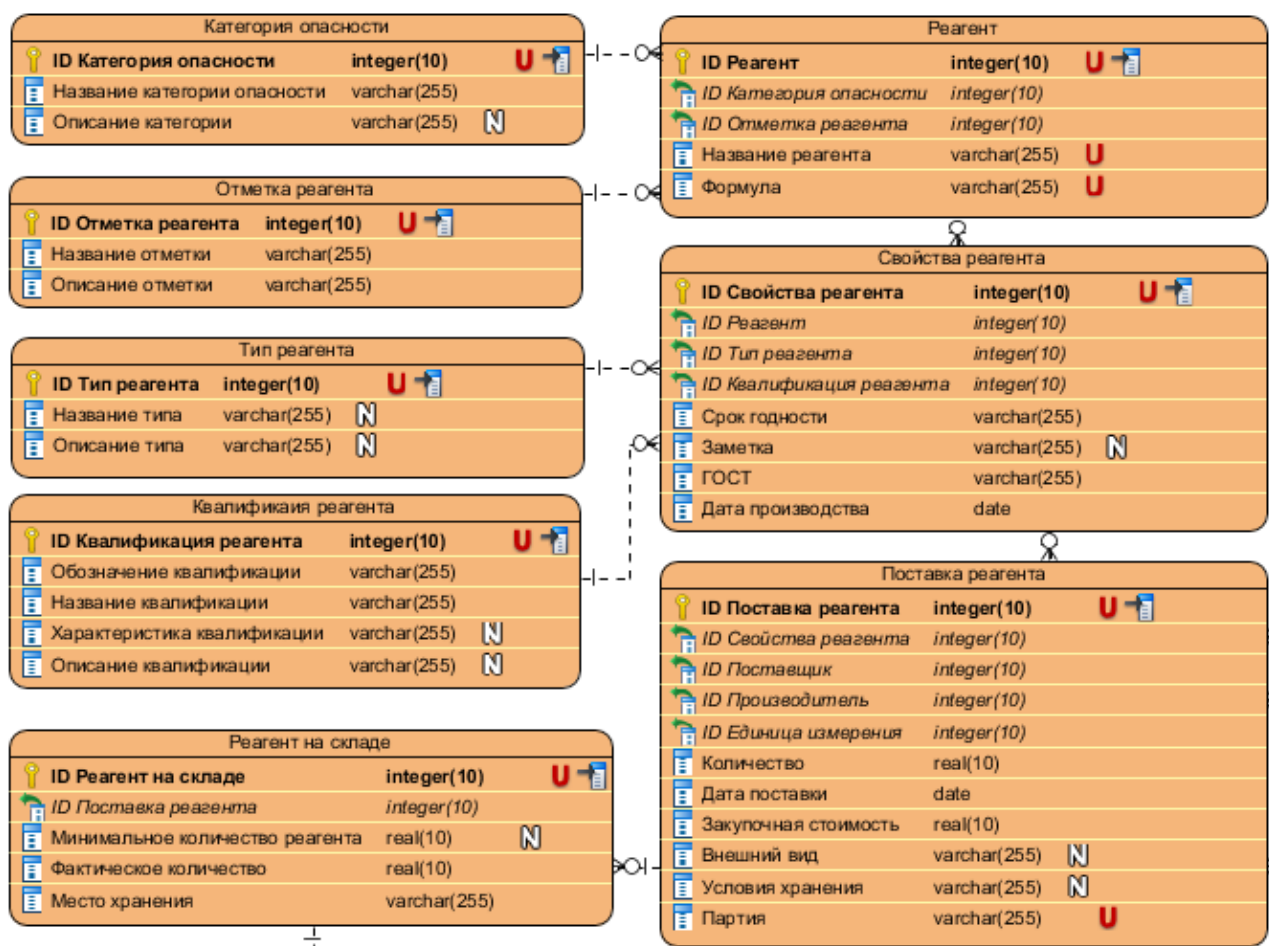 Категория опасности
ID Категория опасности integer(10) U
Название категории опасности varchar(255)
Описание категории varchar(255) N
Отметка реагента
ID Отметка реагента integer(10) U
Название отметки varchar(255)
Описание отметки varchar(255)
Тип реагента
ID Тип реагента integer(10) U
Название типа varchar(255) N
Описание типа varchar(255) N
Квалификаия реагента
ID Квалификация реагента integer(10) U
Обозначение квалификации varchar(255)
Название квалификации varchar(255)
Характеристика квалификации varchar(255) N
Описание квалификации varchar(255) N
Реагент на складе
ID Реагент на складе integer(10) U
ID Поставка реагента integer(10)
Минимальное количество реагента real(10) N
Фактическое количество real(10)
Место хранения varchar(255)
Реагент
ID Реагент integer(10) U
ID Категория опасности integer(10)
ID Отметка реагента integer(10)
Название реагента varchar(255) U
Формула varchar(255) U
Свойства реагента
ID Свойства реагента integer(10) U
ID Реагент integer(10)
ID Тип реагента integer(10)
ID Квалификация реагента integer(10)
Срок годности varchar(255)
Заметка varchar(255) N
ГОСТ varchar(255)
Дата производства date
Поставка реагента
ID Поставка реагента integer(10) U
ID Свойства реагента integer(10)
ID Поставщик integer(10)
ID Производитель integer(10)
ID Единица измерения integer(10)
Количество real(10)
Дата поставки date
Закупочная стоимость real(10)
Внешний вид varchar(255) N
Условия хранения varchar(255) N
Партия varchar(255) U